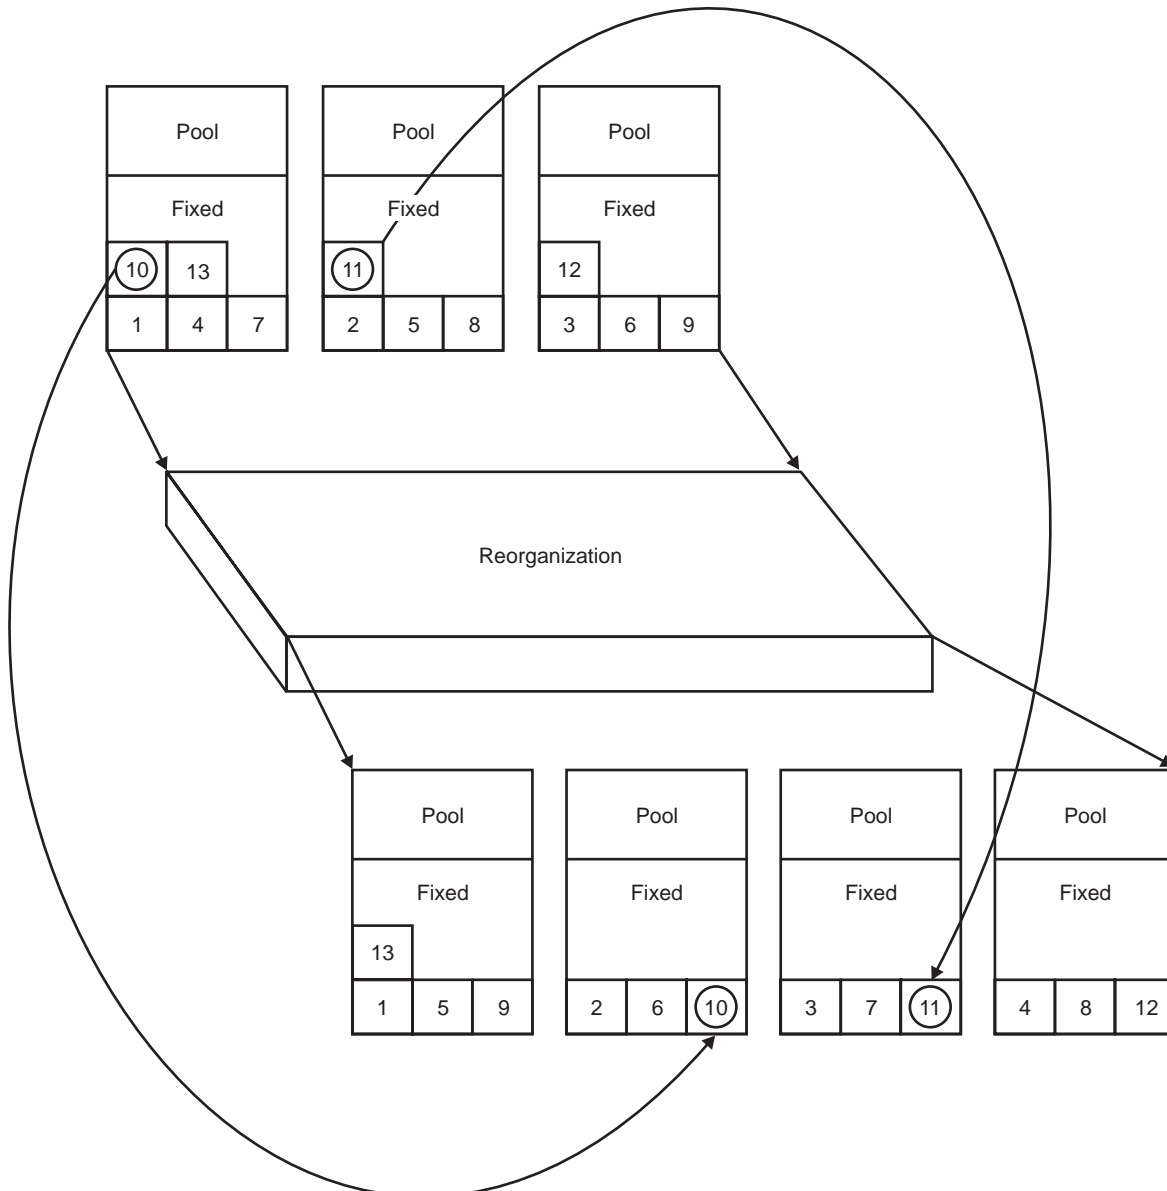 Pool Pool Pool
Fixed Fixed Fixed
10 13 11 12
1 4 7 2 5 8 3 6 9
Reorganization
Pool Pool Pool Pool
Fixed Fixed Fixed Fixed
13
1 5 9 2 6 10 3 7 11 4 8 12